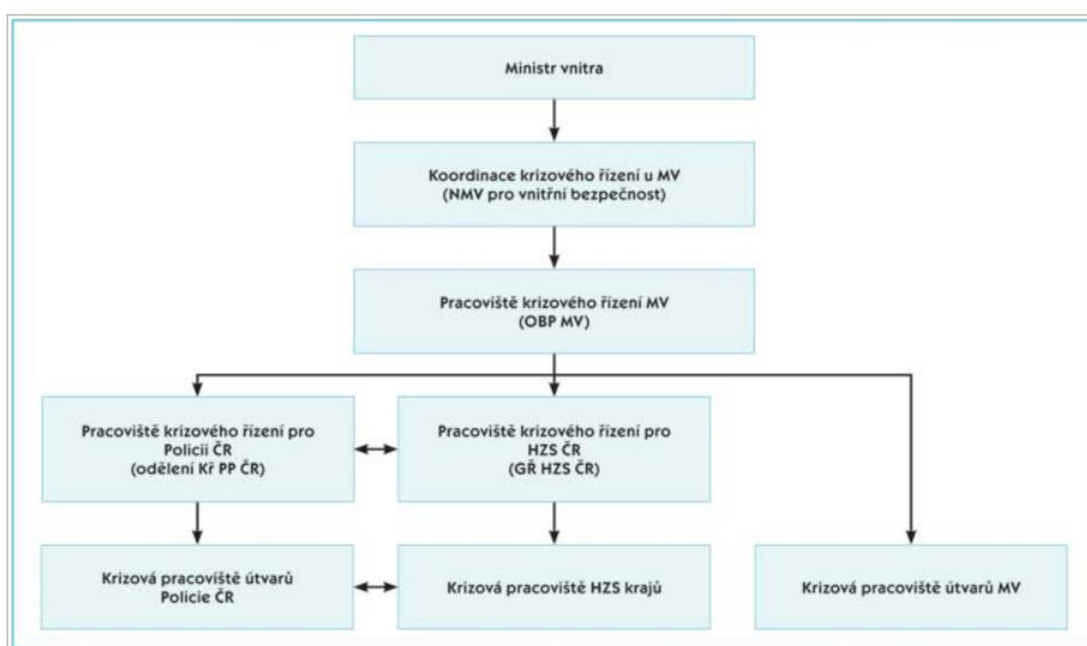 Ministr vnitra
Koordinace krizového řízení u MV
(NMV pro vnitřní bezpečnost)
Pracoviště krizového řízení MV
(OBP MV)
Pracoviště krizového řízení pro
Policii ČR
(odělení Kř PP ČR)
Pracoviště krizového řízení pro
HZS ČR
(GŘ HZS ČR)
Krizová pracoviště útvarů
Policie ČR
Krizová pracoviště HZS krajů
Krizová pracoviště útvarů MV